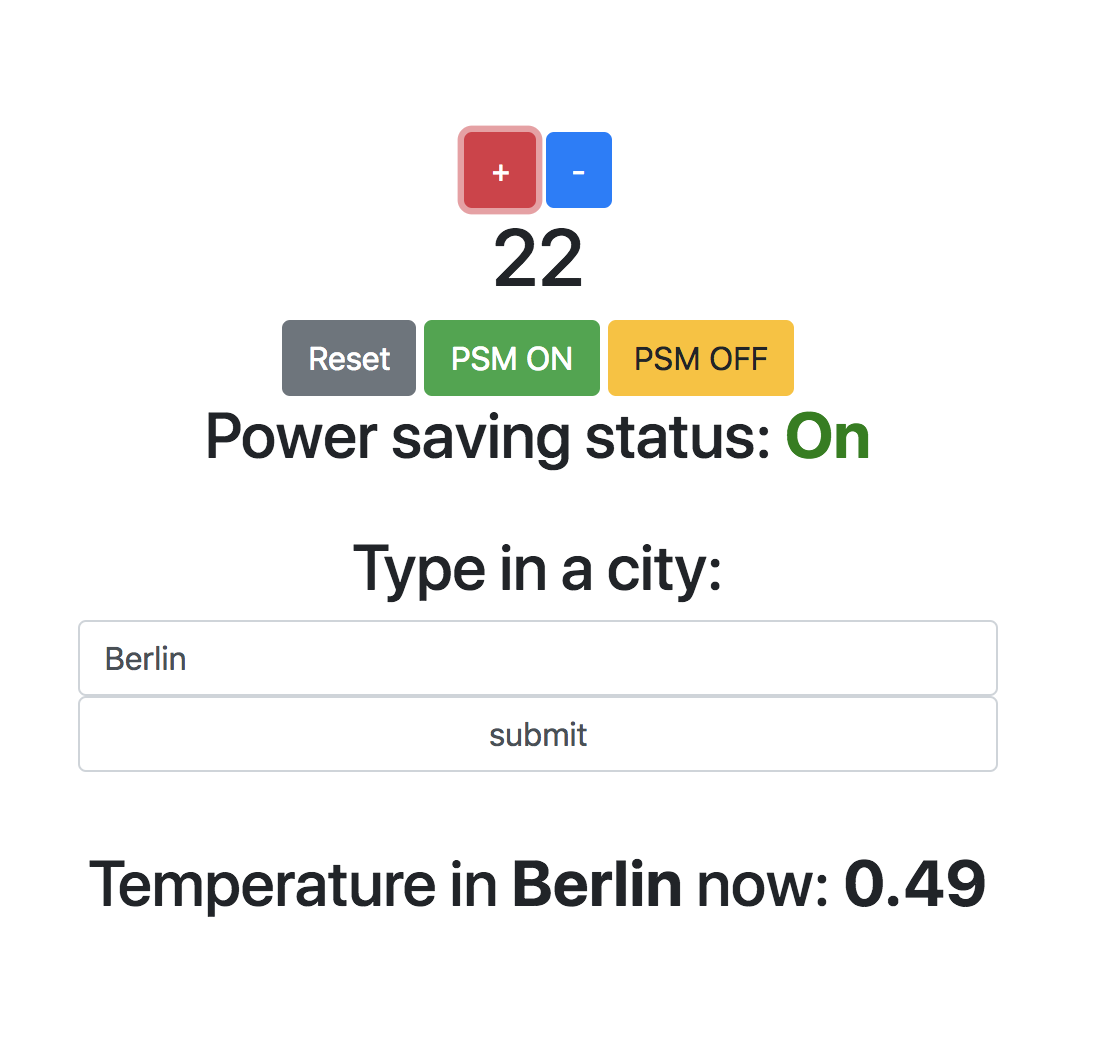 + -
22
Reset PSM ON PSM OFF
Power saving status: On
Type in a city:
Berlin
submit
Temperature in Berlin now: 0.49